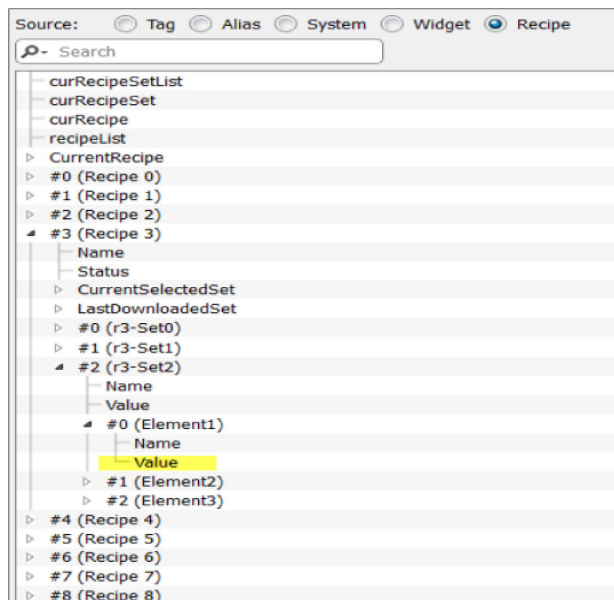 Source: Tag Alias System Widget Recipe
Search
curRecipeSetList
curRecipeSet
curRecipe
recipeList
CurrentRecipe
#0 (Recipe 0)
#1 (Recipe 1)
#2 (Recipe 2)
#3 (Recipe 3)
Name
Status
CurrentSelectedSet
LastDownloadedSet
#0 (r3-Set0)
#1 (r3-Set1)
#2 (r3-Set2)
Name
Value
#0 (Element1)
Name
Value
#1 (Element2)
#2 (Element3)
#4 (Recipe 4)
#5 (Recipe 5)
#6 (Recipe 6)
#7 (Recipe 7)
#8 (Recipe 8)